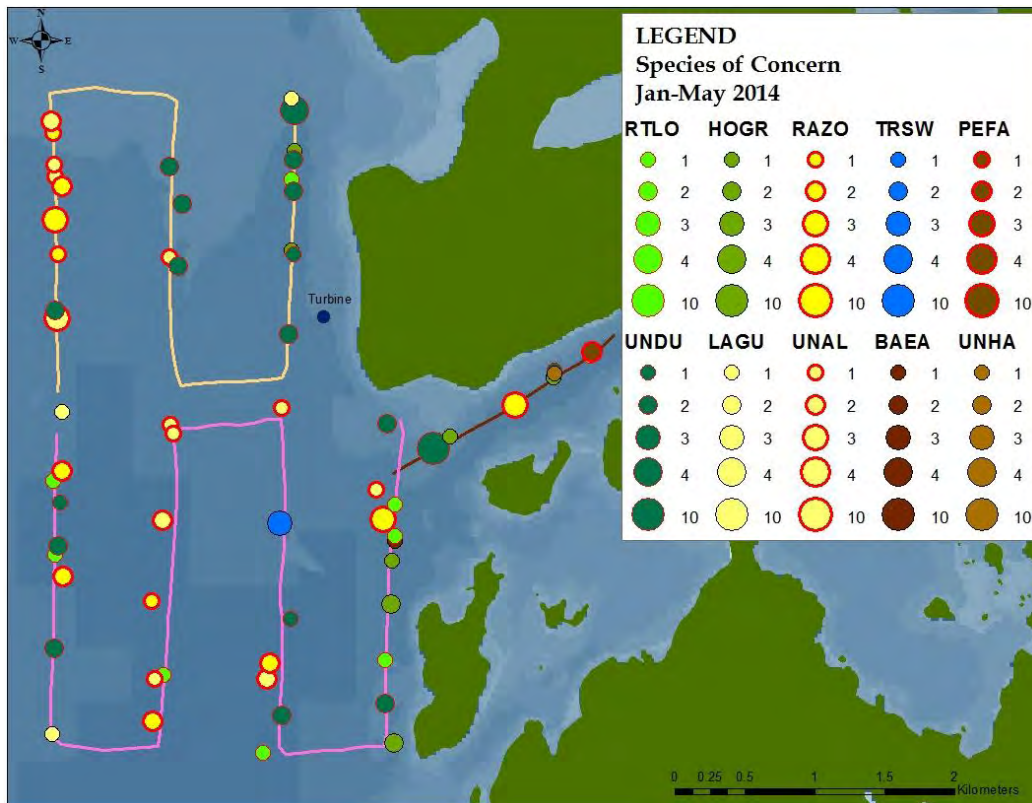 N
W E
S
LEGEND
Species of Concern
Jan-May 2014
RTLO HOGR RAZO TRSW PEFA
1 1 1 1 1
2 2 2 2 2
3 3 3 3 3
4 4 4 4 4
10 10 10 10 10
UNDU LAGU UNAL BAEA UNHA
1 1 1 1 1
2 2 2 2 2
3 3 3 3 3
4 4 4 4 4
10 10 10 10 10
Turbine
0 0.25 0.5 1 1.5 2
Kilometers